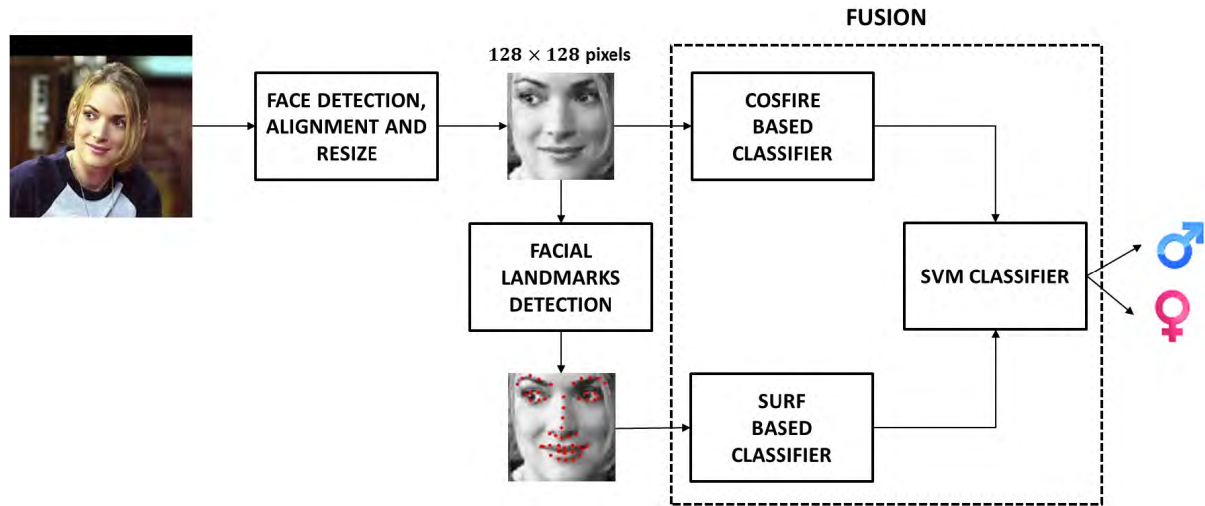 FUSION
128 × 128 pixels
FACE DETECTION,
ALIGNMENT AND
RESIZE
COSFIRE
BASED
CLASSIFIER
FACIAL
LANDMARKS
DETECTION
SVM CLASSIFIER
SURF
BASED
CLASSIFIER